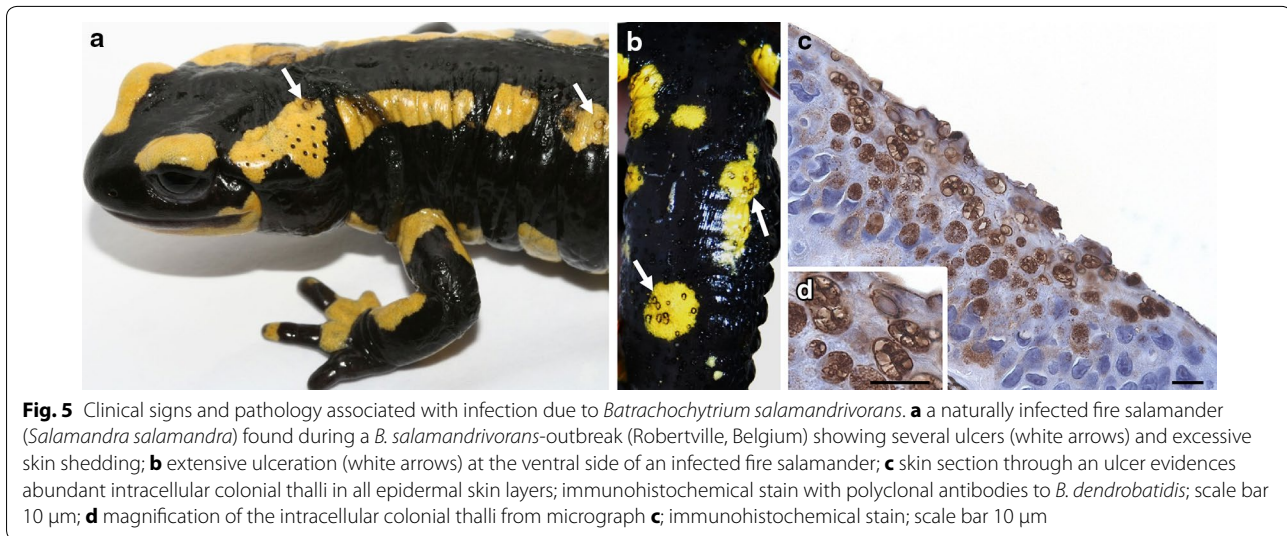 a
b
c
d
Fig. 5 Clinical signs and pathology associated with infection due to Batrachochytrium salamandrivorans. a a naturally infected fire salamander
(Salamandra salamandra) found during a B. salamandrivorans-outbreak (Robertville, Belgium) showing several ulcers (white arrows) and excessive
skin shedding; b extensive ulceration (white arrows) at the ventral side of an infected fire salamander; c skin section through an ulcer evidences
abundant intracellular colonial thalli in all epidermal skin layers; immunohistochemical stain with polyclonal antibodies to B. dendrobatidis; scale bar
10 µm; d magnification of the intracellular colonial thalli from micrograph c; immunohistochemical stain; scale bar 10 µm